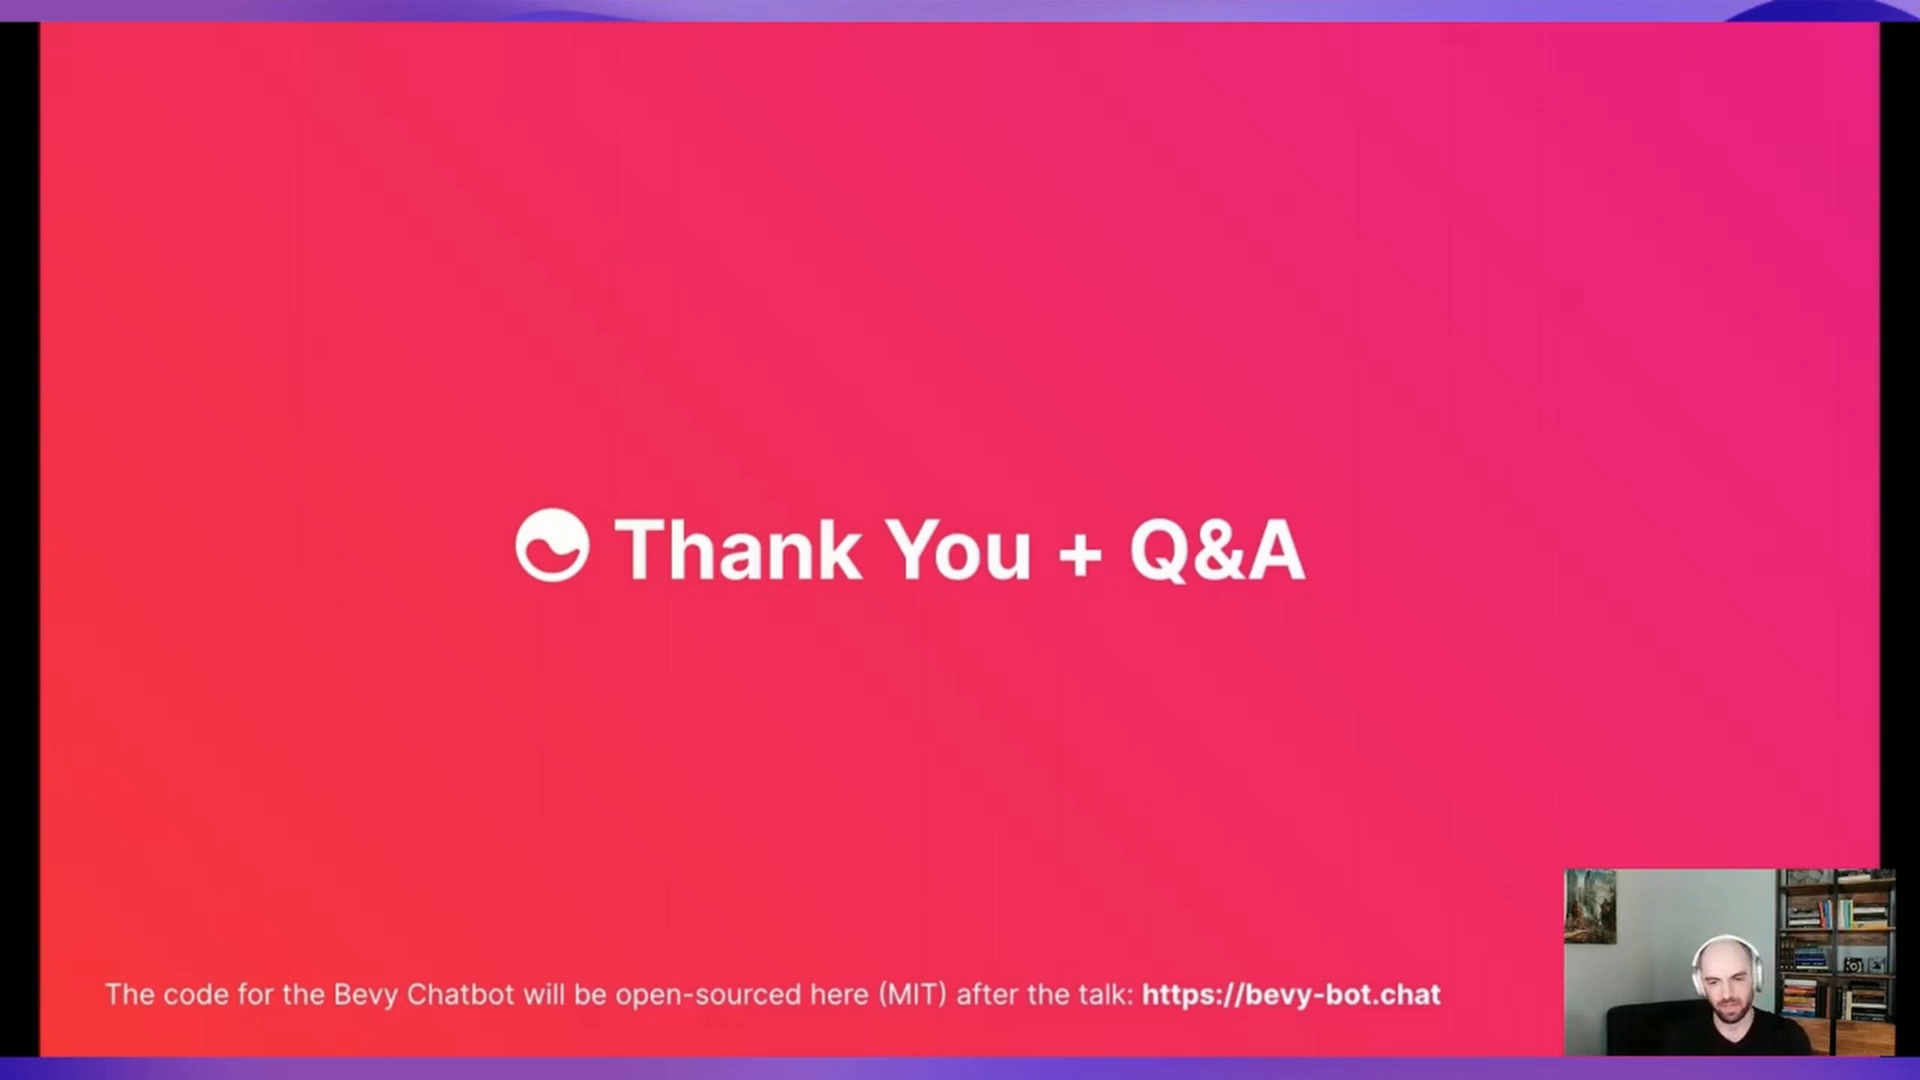 Thank You + Q&A
The code for the Bevy Chatbot will be open-sourced here (MIT) after the talk: https://bevy-bot.chat